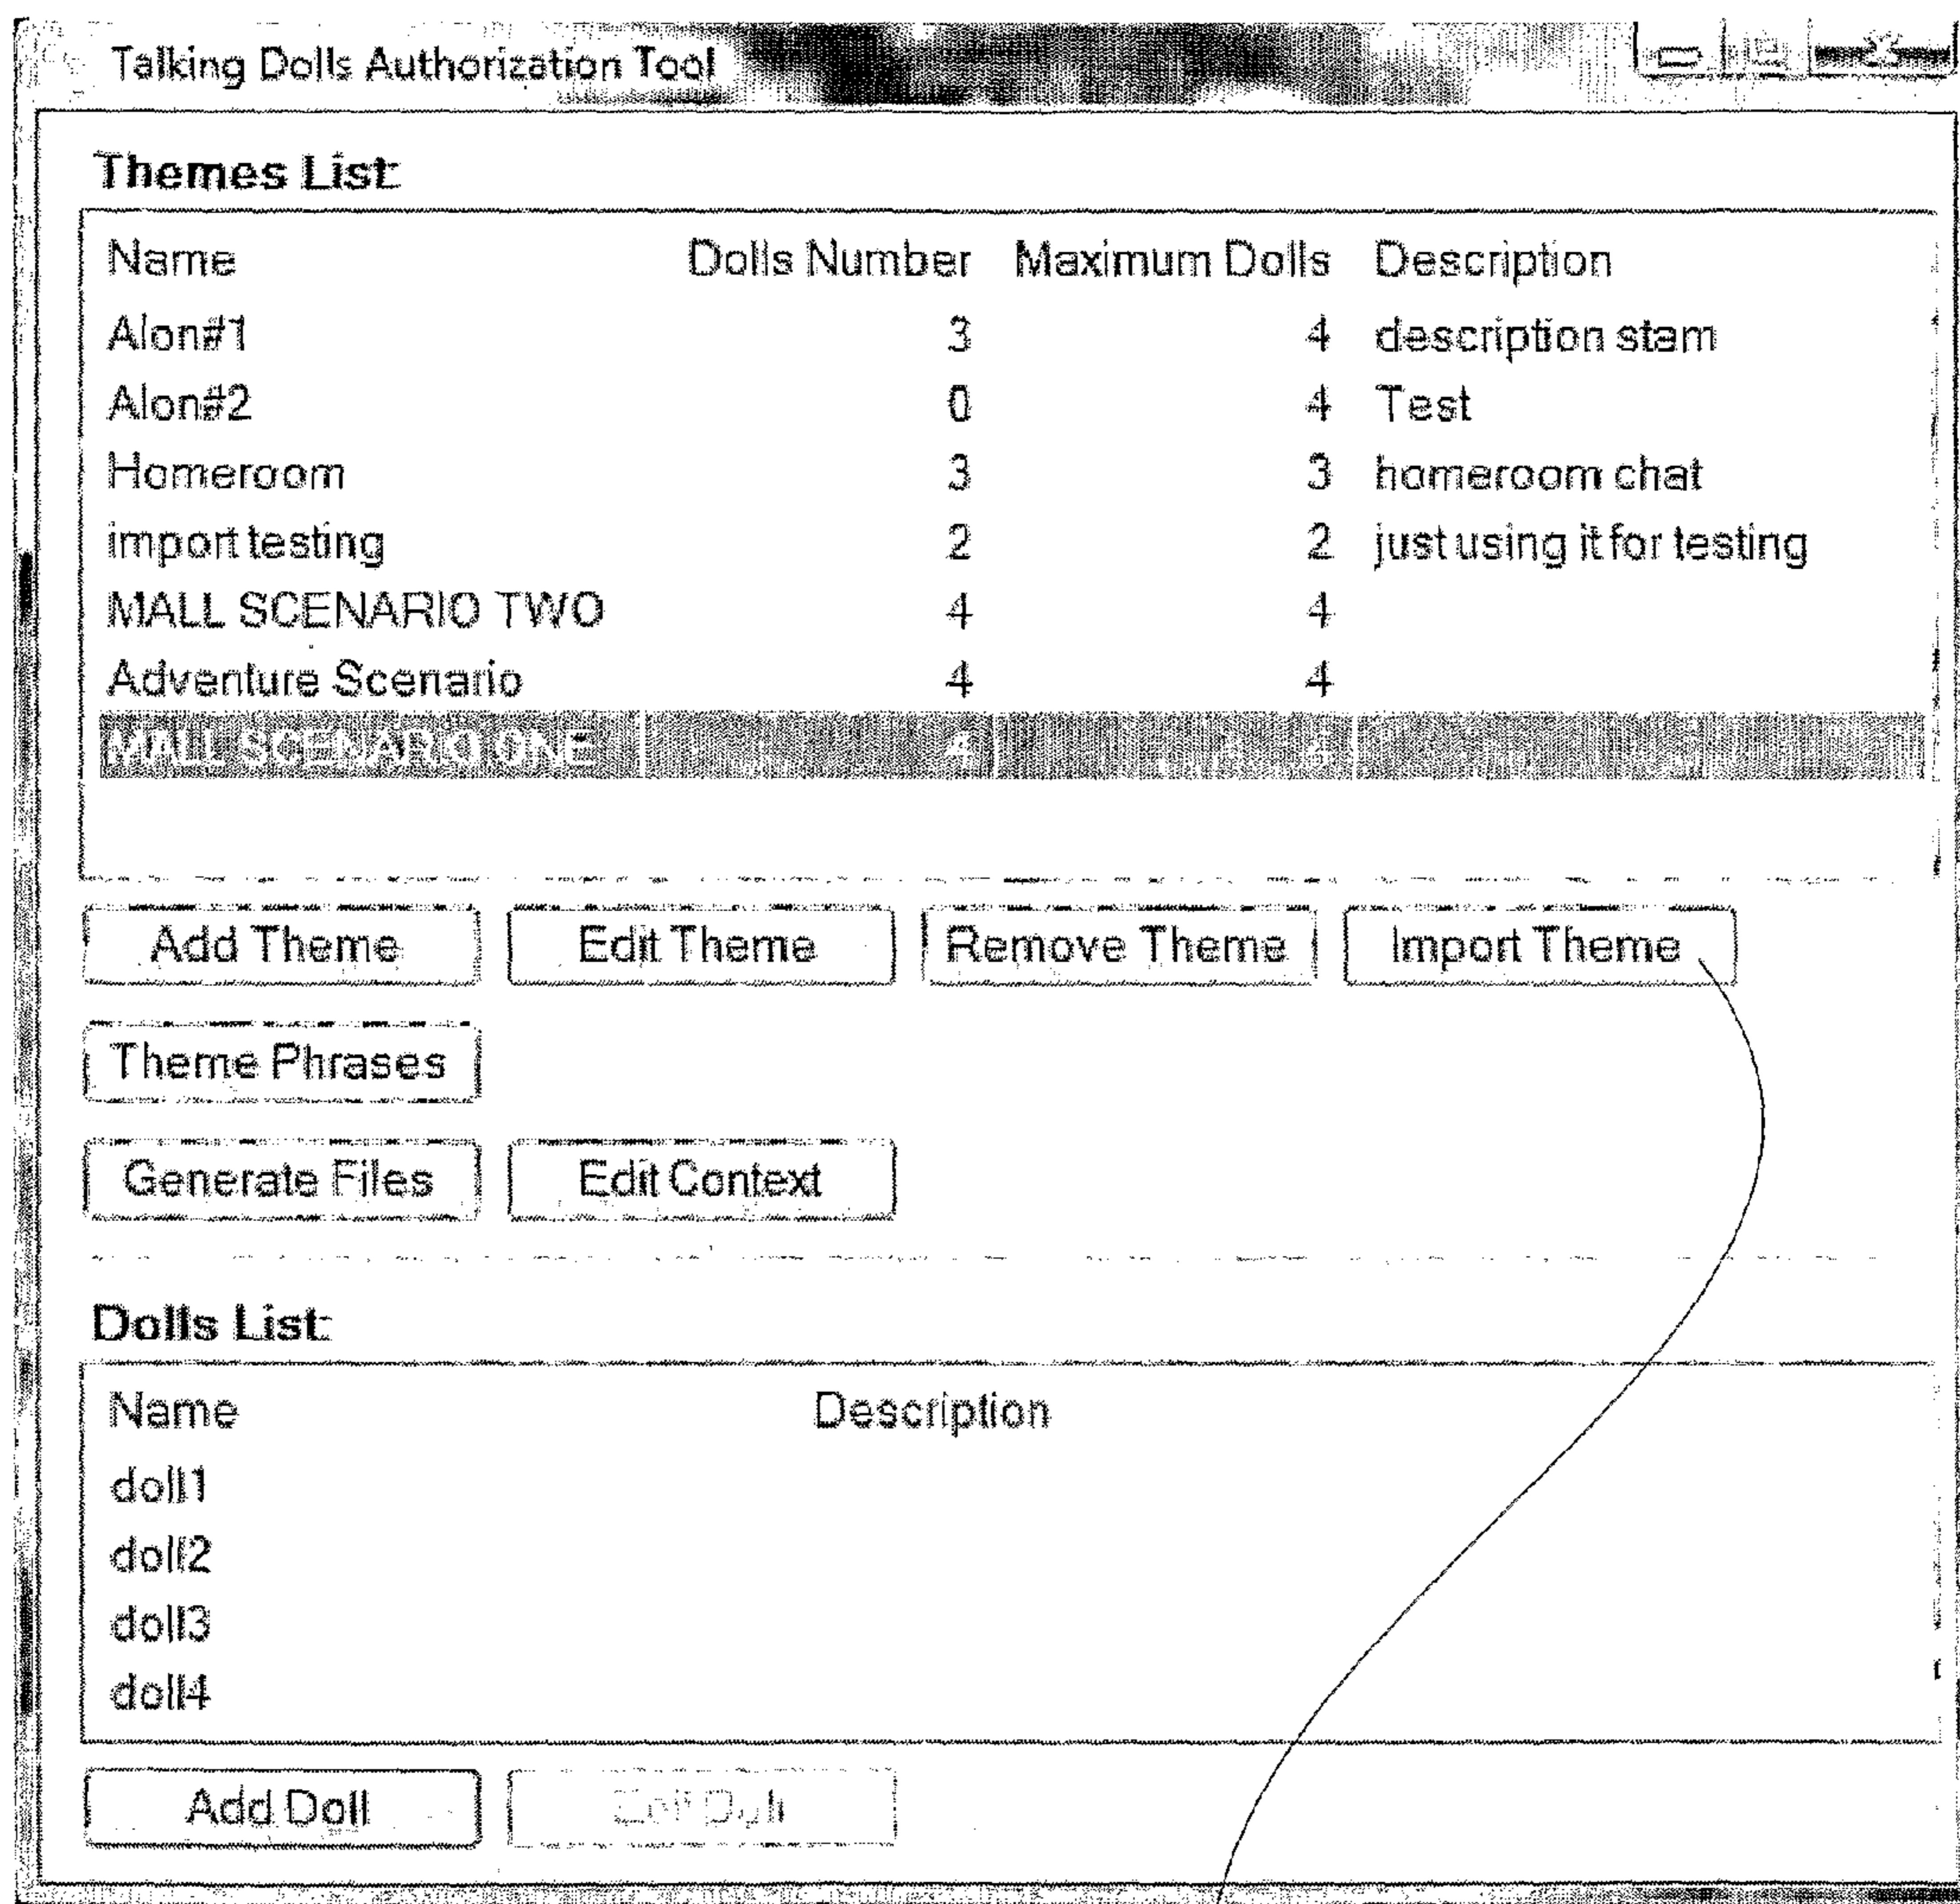 Talking Dolls Authorization Tool
Themes List:
Name Dolls Number Maximum Dolls Description
Alon#1 3 4 description stam
Alon#2 0 4 Test
Homeroom 3 3 homeroom chat
import testing 2 2 just using it for testing
MALL SCENARIO TWO 4 4
Adventure Scenario 4 4
MALL SCENARIO ONE 4
Add Theme Edit Theme Remove Theme Import Theme
Theme Phrases
Generate Files Edit Context
Dolls List:
Name Description
doll1
doll2
doll3
doll4
Add Doll Edit Doll